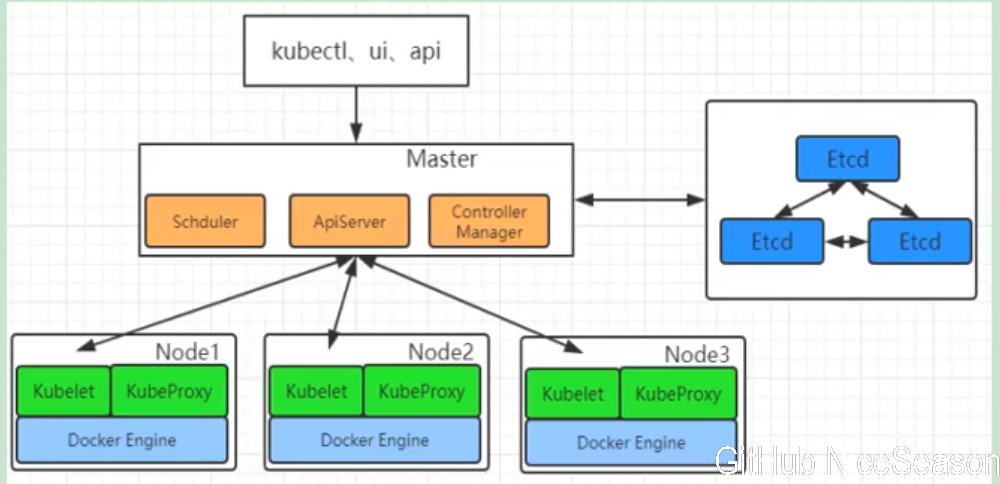 kubectl、ui、api
Master
Schduler
ApiServer
Controller
Manager
Etcd
Etcd
Etcd
Node1
Kubelet
KubeProxy
Docker Engine
Node2
Kubelet
KubeProxy
Docker Engine
Node3
Kubelet
KubeProxy
Docker Engine
GitHub NiceSeason